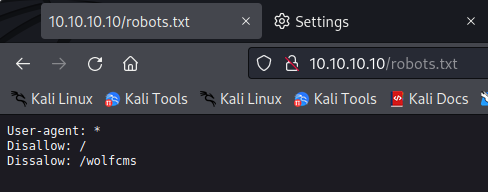 10.10.10.10/robots.txt
Settings
10.10.10.10/robots.txt
Kali Linux Kali Tools Kali Linux Kali Tools Kali Docs
User-agent: *
Disallow: /
Dissalow: /wolfcms